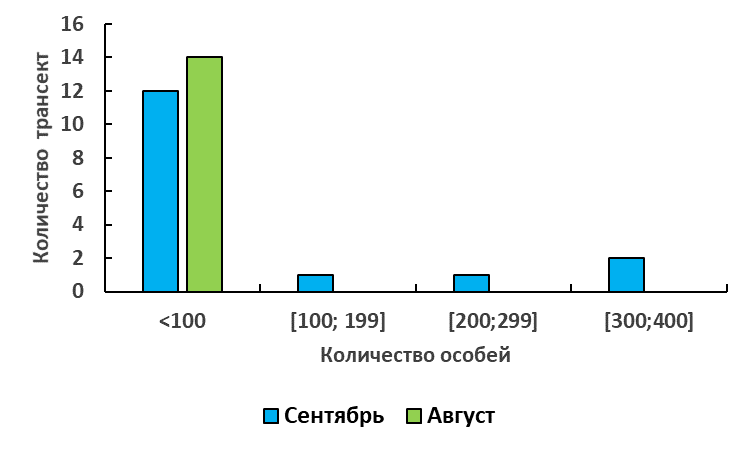 16
14
12
10
8
6
4
2
0
Количество трансект
<100 [100; 199] [200;299] [300;400]
Количество особей
Сентябрь Август